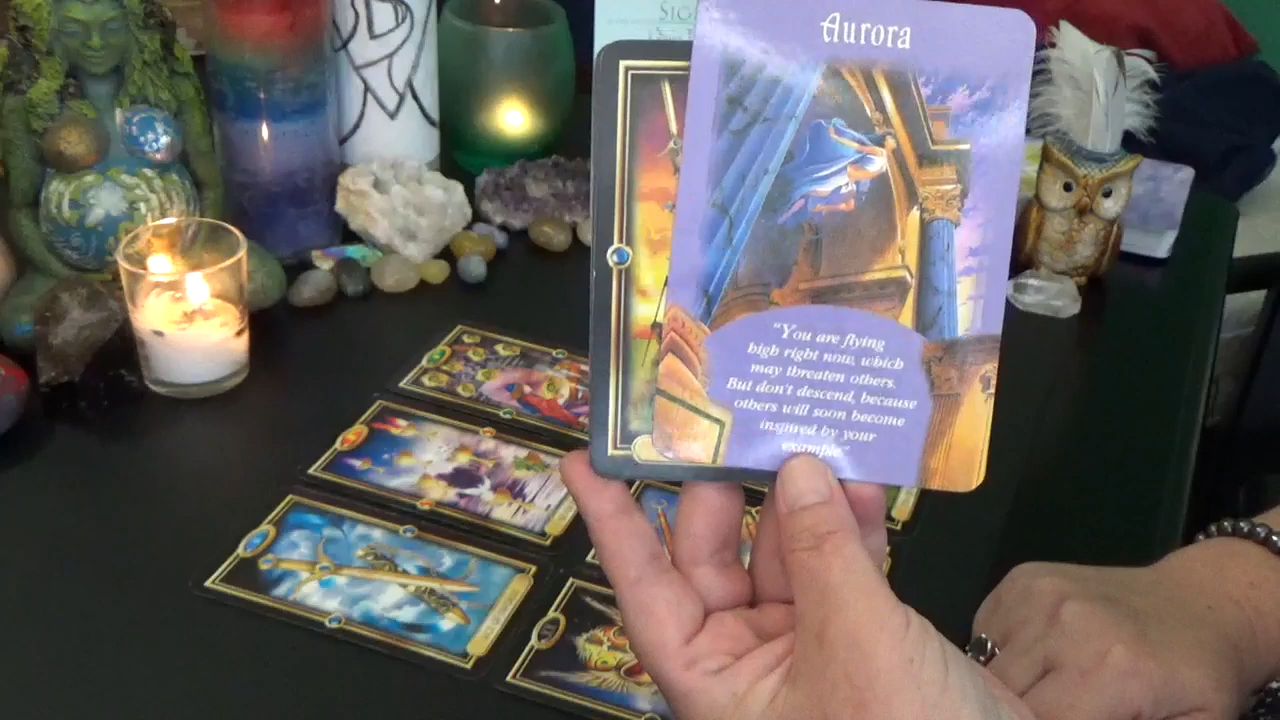 Aurora
"You are flying
high right now, which
may threaten others.
But don't descend, because
others will soon become
inspired by your
example."